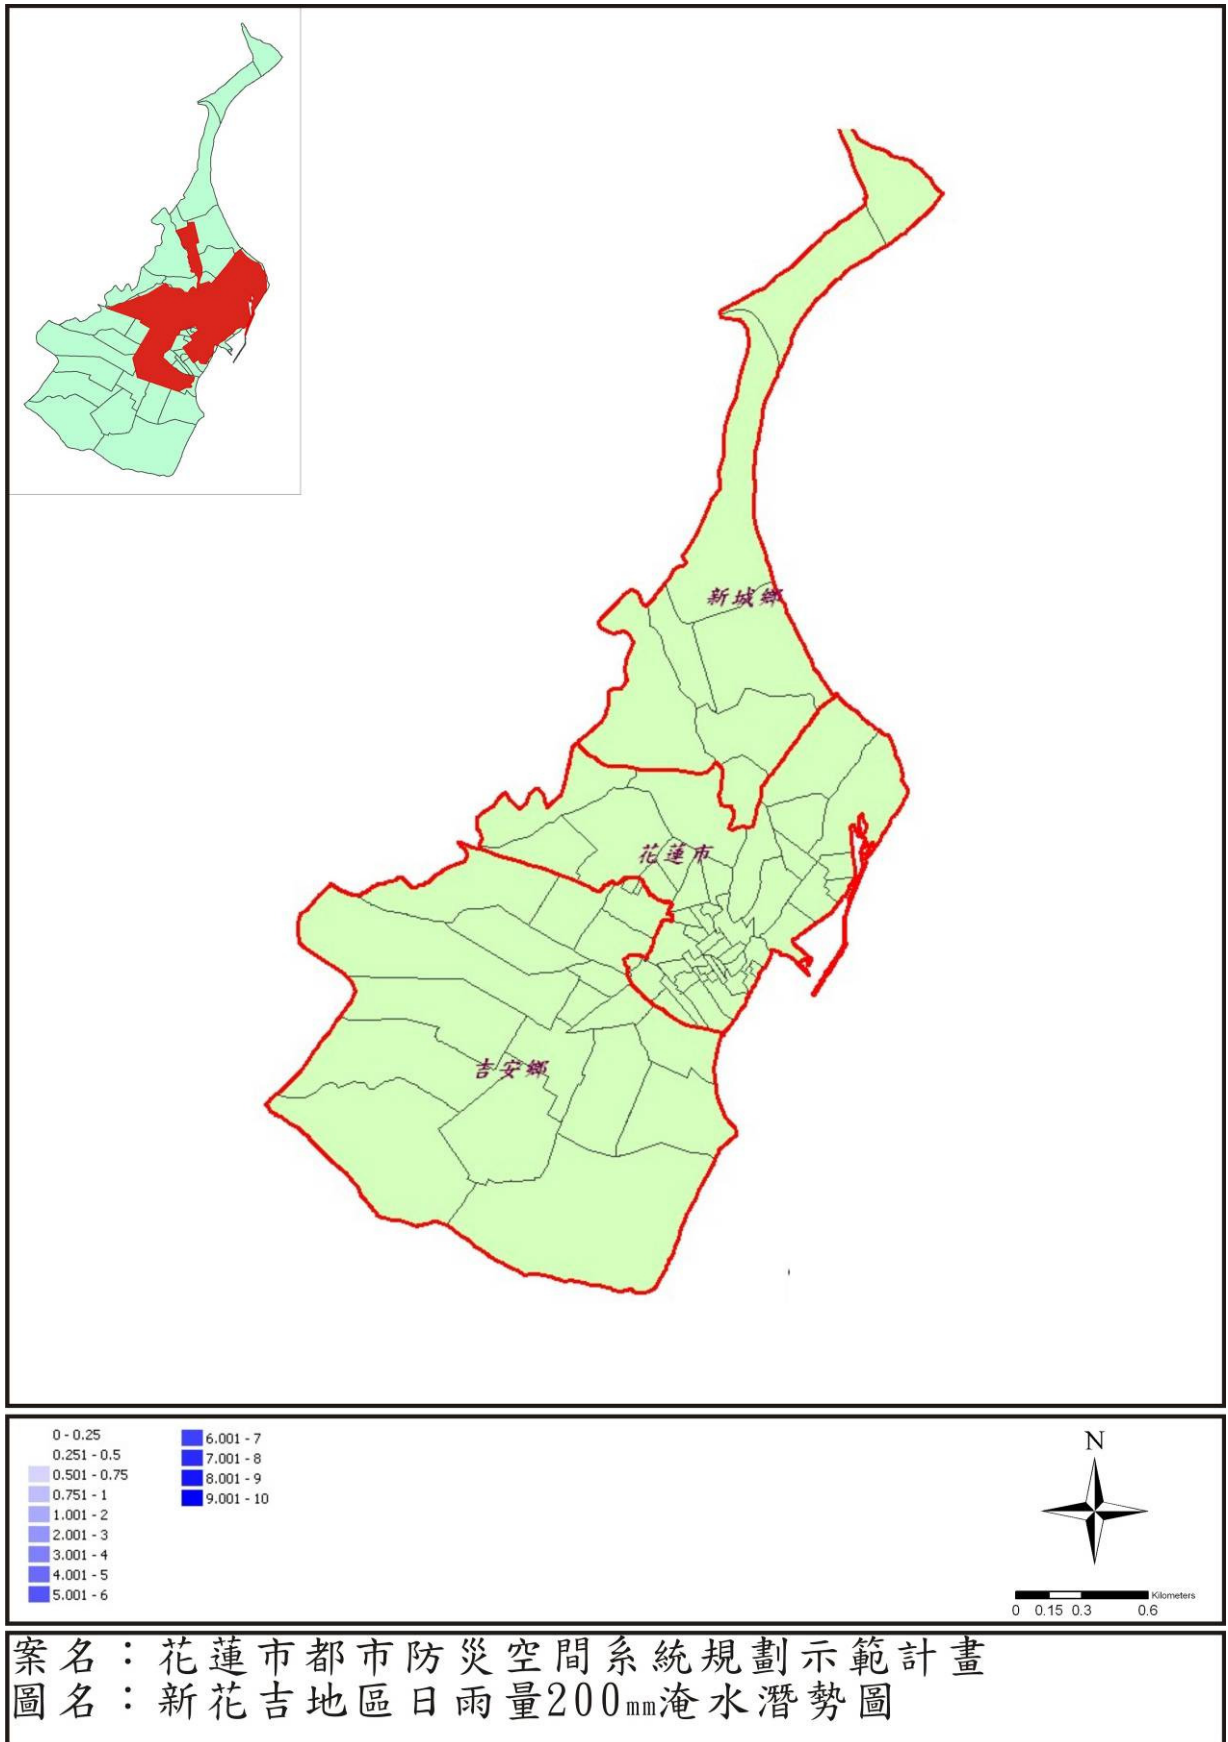 新城鄉
花蓮市
吉安鄉
0 - 0.25
0.251 - 0.5
0.501 - 0.75
0.751 - 1
1.001 - 2
2.001 - 3
3.001 - 4
4.001 - 5
5.001 - 6
6.001 - 7
7.001 - 8
8.001 - 9
9.001 - 10
N
Kilometers
0 0.15 0.3 0.6
案名：花蓮市都市防災空間系統規劃示範計畫
圖名：新花吉地區日雨量200㎜淹水潛勢圖